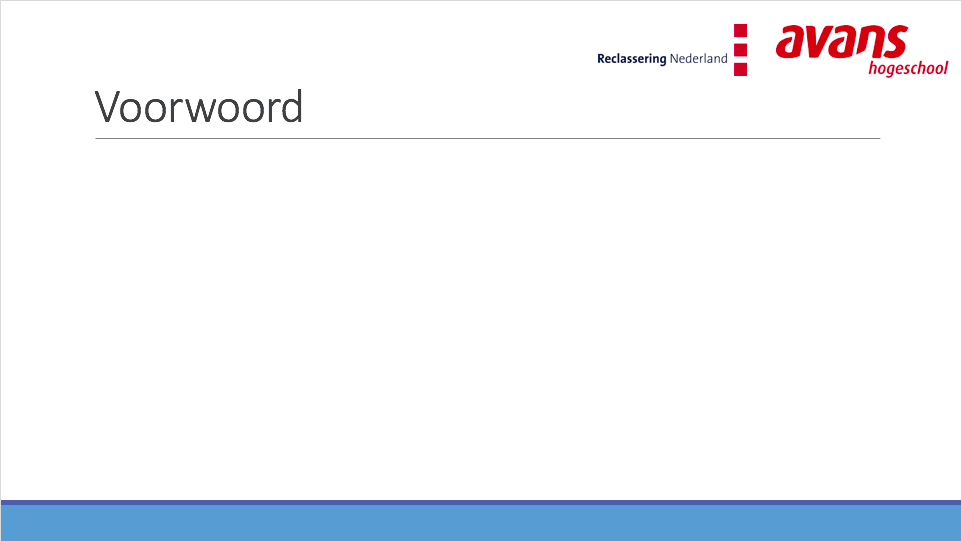 Reclassering Nederland
avans
hogeschool
Voorwoord